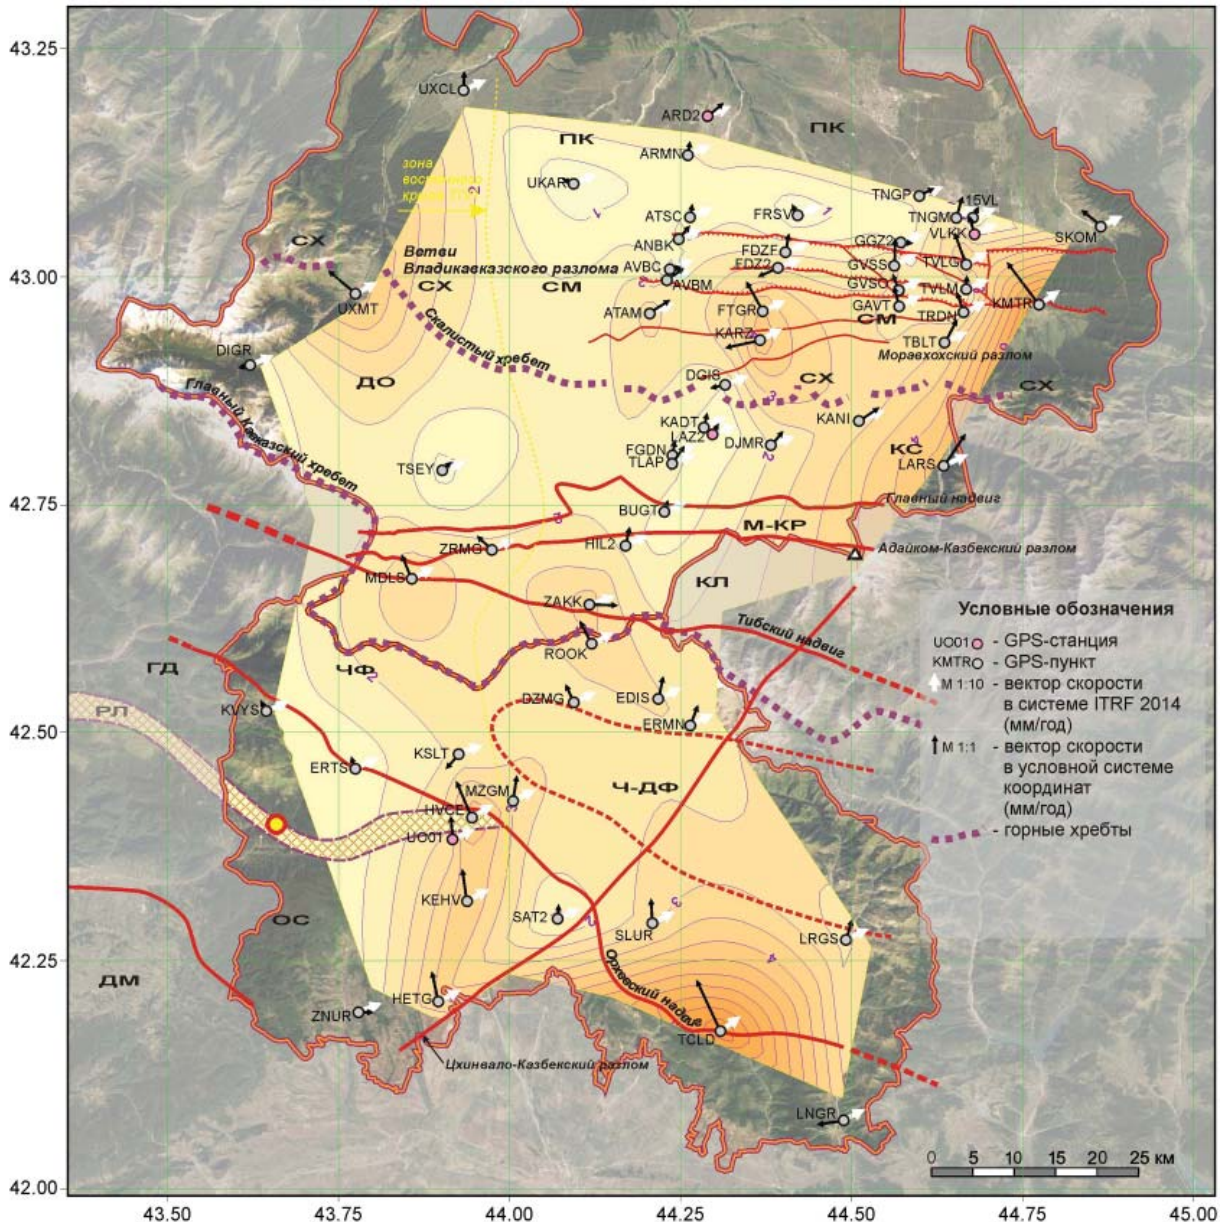 43.25
43.00
42.75
42.50
42.25
42.00
43.50
43.75
44.00
44.25
44.50
44.75
45.00
UXCL
ARD2
ПК
ПК
ARMN
зона
UKAR
TNGP
115VL
ATSC
FRSV
TNGM
VLKK
SKOM
СХ
Ветви
Владикавказского разлома
ANBK
FDZF
GGZ2
AVBC
FDZ2
GVSS
TVLG
СХ
СМ
AVBM
GVSO
TVLM
UXMT
ATAM
FTGR
GAVT
KMTR
СМ
TRDN
KARZ
TBLT
Скалистый хребет
Моравхохский разлом
DIGR
ДО
DGIS
СХ
СХ
Главный Кавказский хребет
KADT
LAZ2
KANI
FGDN
DJMR
КС
TLAP
TSEY
LARS
Главный надвиг
BUGT
М-КР
ZRMG
HIL2
Адайком-Казбекский разлом
MDLS
КЛ
ZAKK
Тибский надвиг
ROOK
ЧФ
ГД
РЛ
KVYS
DZMG
EDIS
ERMN
ERTS
KSLT
MZGM
Ч-ДФ
HVCE
UO01
KEHV
SAT2
SLUR
LRGS
ОС
ДМ
HETG
ZNUR
Орхевский надвиг
TCLD
Цхинвало-Казбекский разлом
LNGR
Условные обозначения
UO01 - GPS-станция
KMTR - GPS-пункт
М 1:10 - вектор скорости
в системе ITRF 2014
(мм/год)
М 1:1 - вектор скорости
в условной системе
координат
(мм/год)
- горные хребты
0 5 10 15 20 25 км